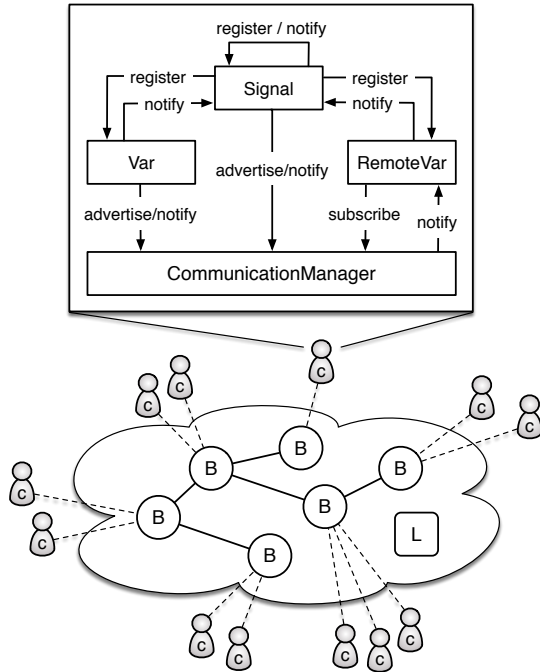 register / notify
register
Signal
register
notify
notify
Var
advertise/notify
RemoteVar
advertise/notify
subscribe
notify
CommunicationManager
C
C
C
C
C
B
B
B
C
B
B
C
L
B
C
C
C
C
C